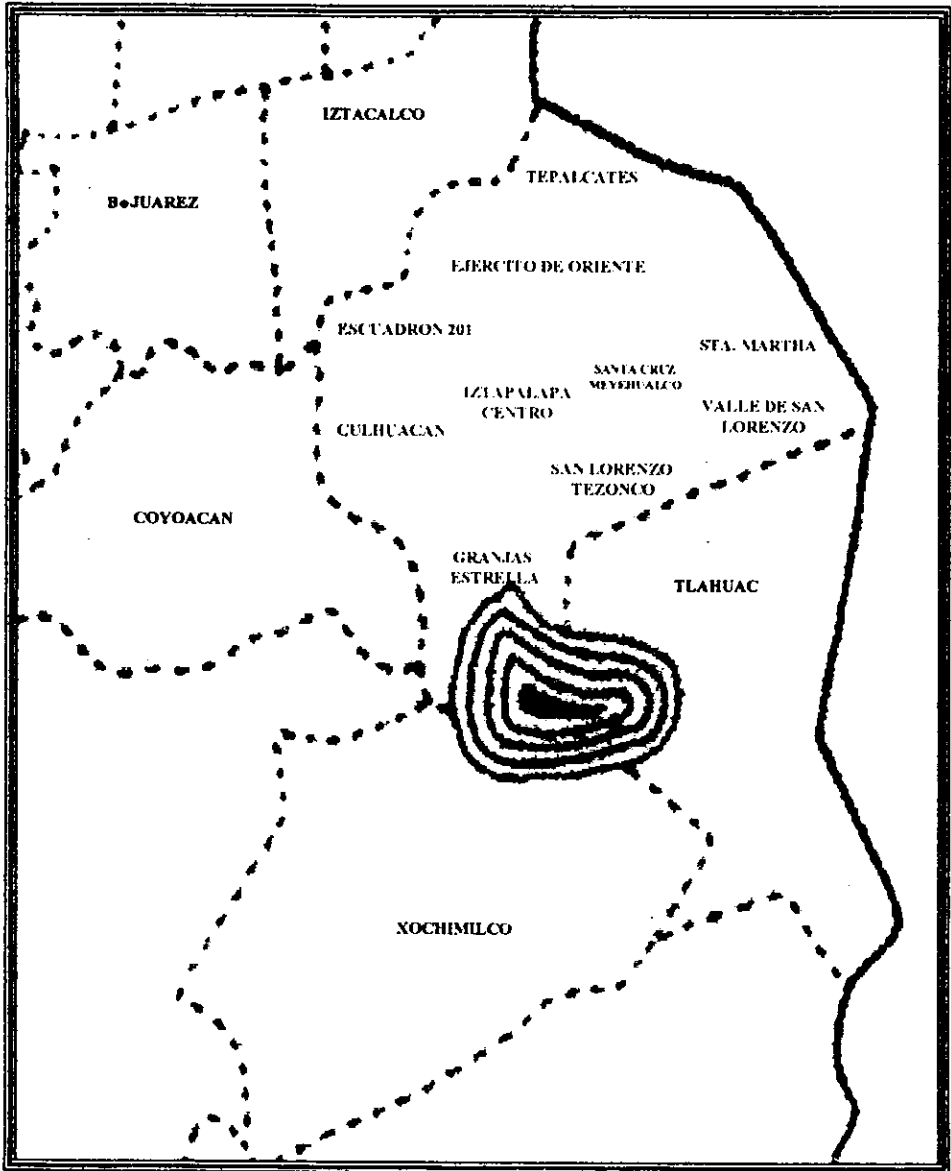 IZTACALCO
TEPALCATES
B.JUAREZ
EJERCITO DE ORIENTE
ESCUADRON 201
STA. MARTHA
SANTA CRUZ
MEYEHUALCO
IZTAPALAPA
CENTRO
VALLE DE SAN
LORENZO
CULHUACAN
SAN LORENZO
TEZONCO
COYOACAN
GRANJAS
ESTRELLA
TLAHUAC
XOCHIMILCO